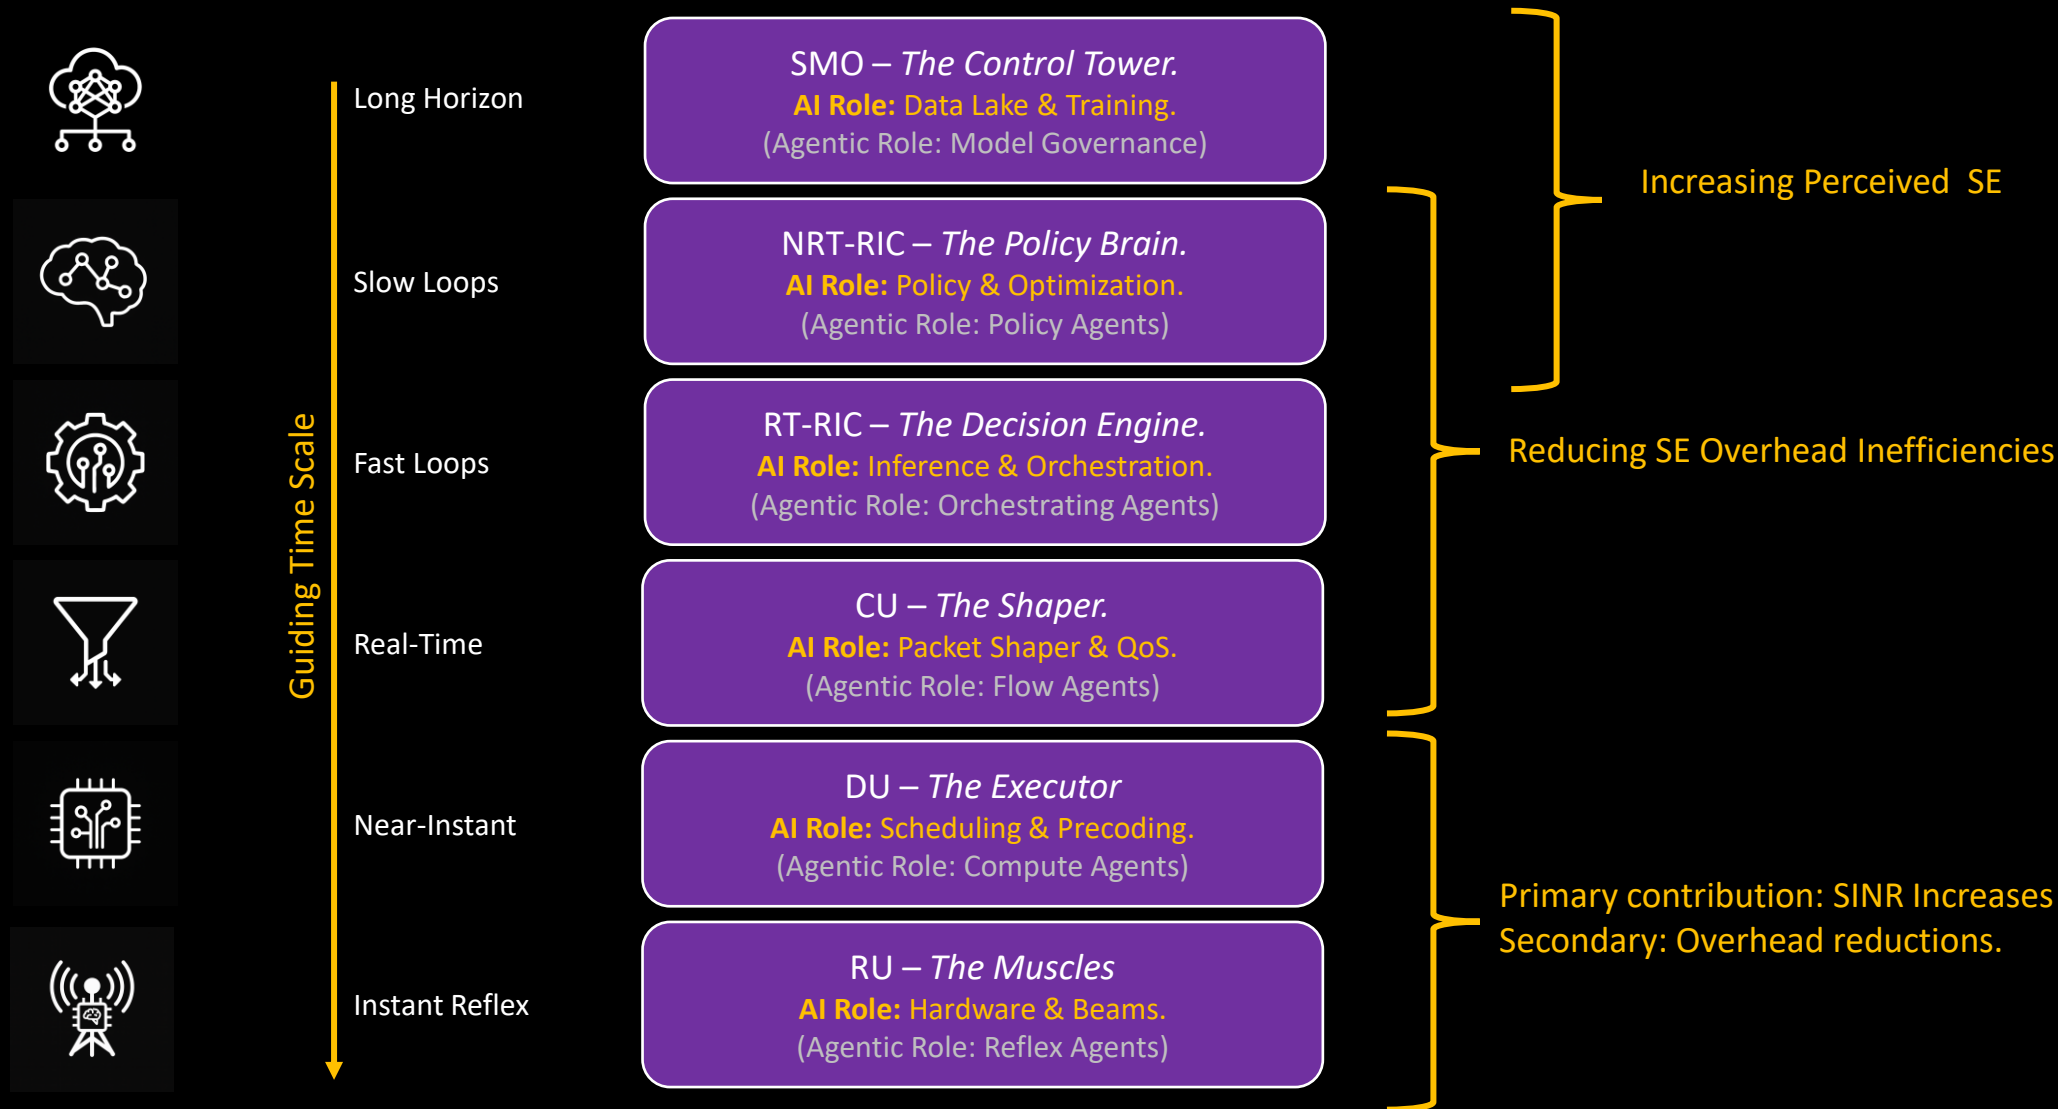 Guiding Time Scale
Long Horizon
SMO – The Control Tower.
AI Role: Data Lake & Training.
(Agentic Role: Model Governance)
Slow Loops
NRT-RIC – The Policy Brain.
AI Role: Policy & Optimization.
(Agentic Role: Policy Agents)
Fast Loops
RT-RIC – The Decision Engine.
AI Role: Inference & Orchestration.
(Agentic Role: Orchestrating Agents)
Real-Time
CU – The Shaper.
AI Role: Packet Shaper & QoS.
(Agentic Role: Flow Agents)
Near-Instant
DU – The Executor
AI Role: Scheduling & Precoding.
(Agentic Role: Compute Agents)
Instant Reflex
RU – The Muscles
AI Role: Hardware & Beams.
(Agentic Role: Reflex Agents)
Increasing Perceived  SE
Reducing SE Overhead Inefficiencies
Primary contribution: SINR Increases
Secondary: Overhead reductions.